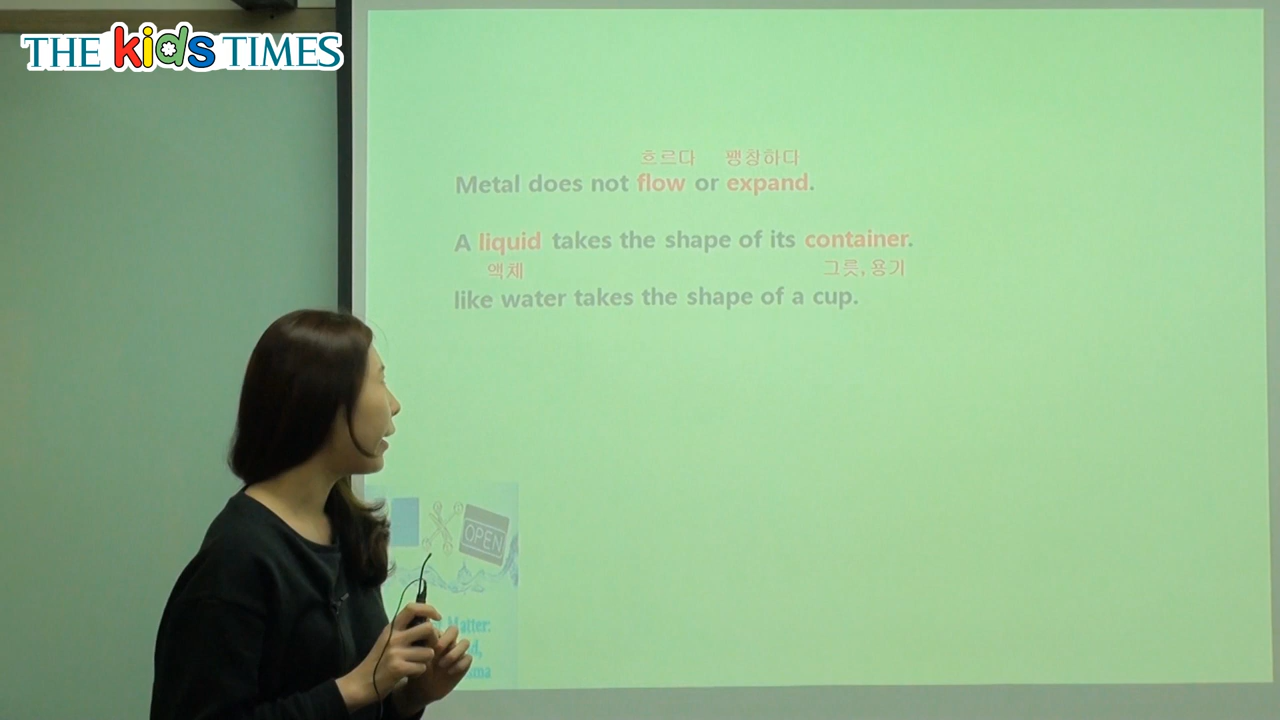 THE kids TIMES
흐르다 팽창하다
Metal does not flow or expand.
A liquid takes the shape of its container.
액체 그릇, 용기
like water takes the shape of a cup.
OPEN
Matter: